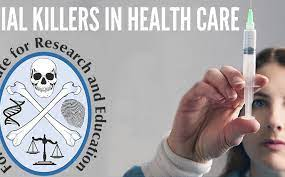 IAL KILLERS IN HEALTH CARE
for Research and Education